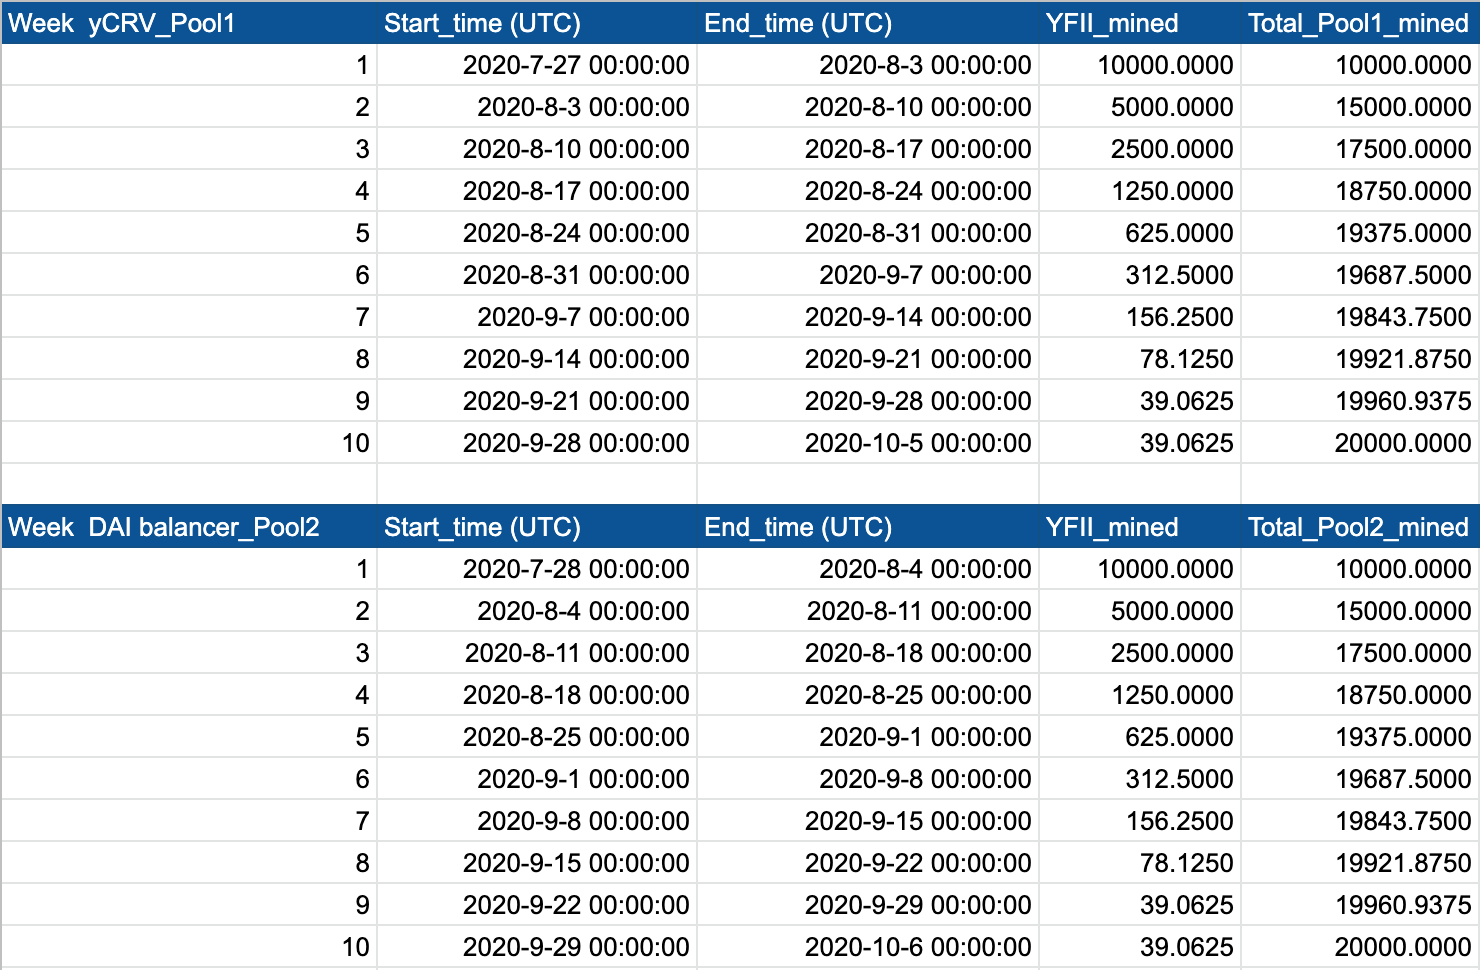 Week yCRV_Pool1 Start_time (UTC) End_time (UTC) YFII_mined Total_Pool1_mined
1 2020-7-27 00:00:00 2020-8-3 00:00:00 10000.0000 10000.0000
2 2020-8-3 00:00:00 2020-8-10 00:00:00 5000.0000 15000.0000
3 2020-8-10 00:00:00 2020-8-17 00:00:00 2500.0000 17500.0000
4 2020-8-17 00:00:00 2020-8-24 00:00:00 1250.0000 18750.0000
5 2020-8-24 00:00:00 2020-8-31 00:00:00 625.0000 19375.0000
6 2020-8-31 00:00:00 2020-9-7 00:00:00 312.5000 19687.5000
7 2020-9-7 00:00:00 2020-9-14 00:00:00 156.2500 19843.7500
8 2020-9-14 00:00:00 2020-9-21 00:00:00 78.1250 19921.8750
9 2020-9-21 00:00:00 2020-9-28 00:00:00 39.0625 19960.9375
10 2020-9-28 00:00:00 2020-10-5 00:00:00 39.0625 20000.0000
Week DAI balancer_Pool2 Start_time (UTC) End_time (UTC) YFII_mined Total_Pool2_mined
1 2020-7-28 00:00:00 2020-8-4 00:00:00 10000.0000 10000.0000
2 2020-8-4 00:00:00 2020-8-11 00:00:00 5000.0000 15000.0000
3 2020-8-11 00:00:00 2020-8-18 00:00:00 2500.0000 17500.0000
4 2020-8-18 00:00:00 2020-8-25 00:00:00 1250.0000 18750.0000
5 2020-8-25 00:00:00 2020-9-1 00:00:00 625.0000 19375.0000
6 2020-9-1 00:00:00 2020-9-8 00:00:00 312.5000 19687.5000
7 2020-9-8 00:00:00 2020-9-15 00:00:00 156.2500 19843.7500
8 2020-9-15 00:00:00 2020-9-22 00:00:00 78.1250 19921.8750
9 2020-9-22 00:00:00 2020-9-29 00:00:00 39.0625 19960.9375
10 2020-9-29 00:00:00 2020-10-6 00:00:00 39.0625 20000.0000